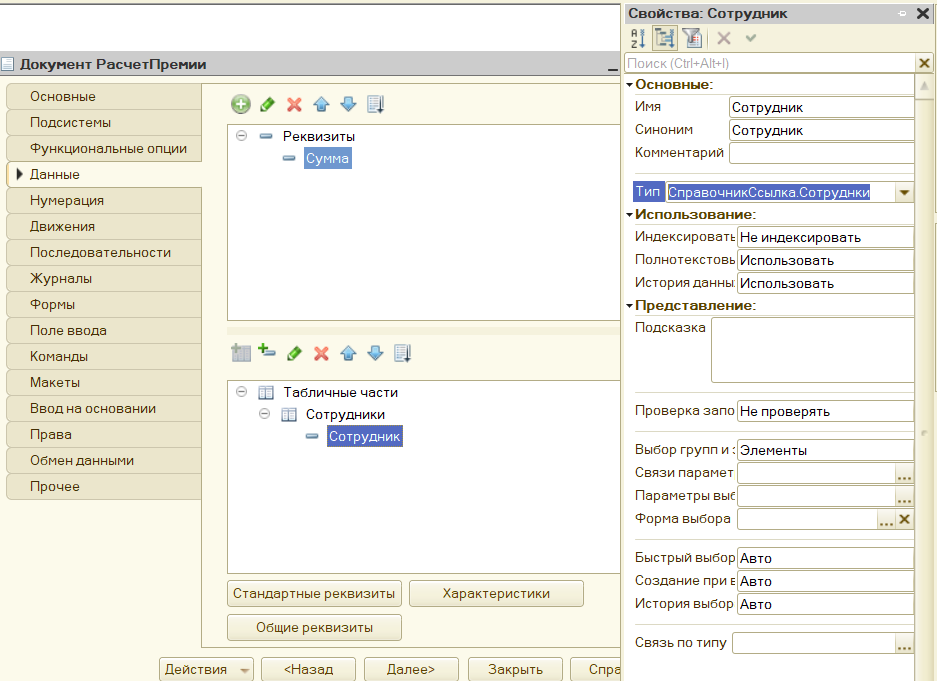 Документ РасчетПремии
Основные
Подсистемы
Функциональные опции
Данные
Нумерация
Движения
Последовательности
Журналы
Формы
Поле ввода
Команды
Макеты
Ввод на основании
Права
Обмен данными
Прочее
Реквизиты
Сумма
Табличные части
Сотрудники
Сотрудник
Стандартные реквизиты
Характеристики
Общие реквизиты
Действия
<Назад
Далее>
Закрыть
Спра
Свойства: Сотрудник
Поиск (Ctrl+Alt+I)
Основные:
Имя Сотрудник
Синоним Сотрудник
Комментарий
Тип СправочникСсылка.Сотруднки
Использование:
Индексировать Не индексировать
Полнотекстовь Использовать
История данны Использовать
Представление:
Подсказка
Проверка запо Не проверять
Выбор групп и э Элементы
Связи парамет ...
Параметры выб ...
Форма выбора ...
Быстрый выбор Авто
Создание при в Авто
История выбор Авто
Связь по типу ...